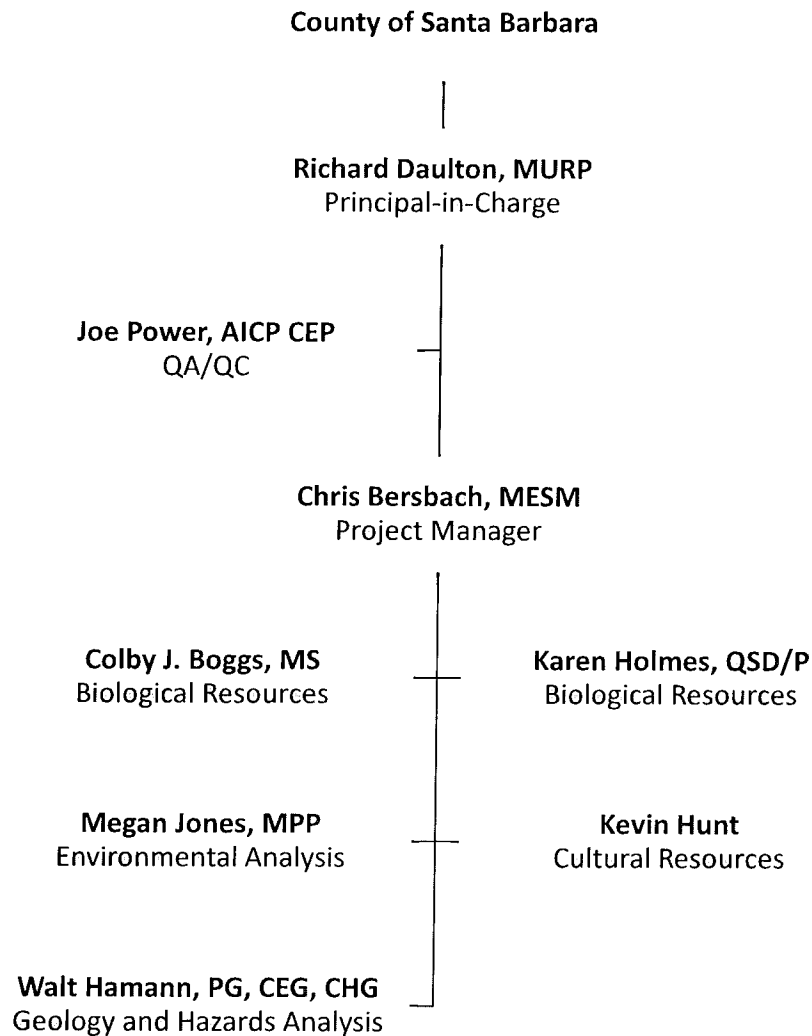 County of Santa Barbara
Richard Daulton, MURP
Principal-in-Charge
Joe Power, AICP CEP
QA/QC
Chris Bersbach, MESM
Project Manager
Colby J. Boggs, MS
Biological Resources
Karen Holmes, QSD/P
Biological Resources
Megan Jones, MPP
Environmental Analysis
Kevin Hunt
Cultural Resources
Walt Hamann, PG, CEG, CHG
Geology and Hazards Analysis